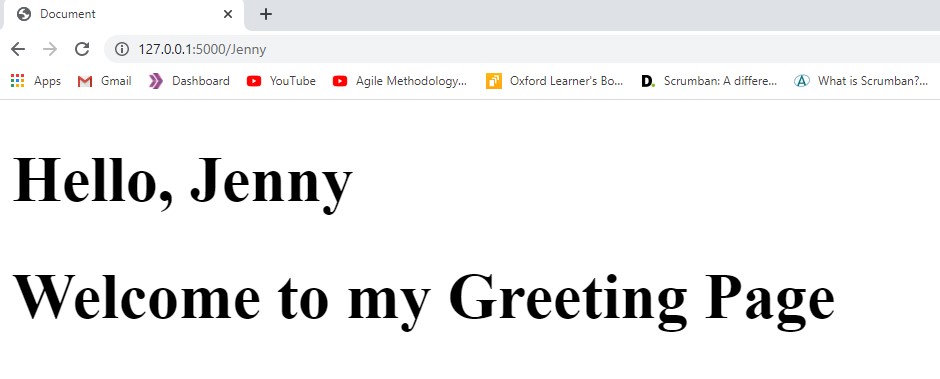 Document
127.0.0.1:5000/Jenny
Apps Gmail Dashboard YouTube Agile Methodology... Oxford Learner's Bo... D. Scrumban: A differe... What is Scrumban?...
Hello, Jenny
Welcome to my Greeting Page